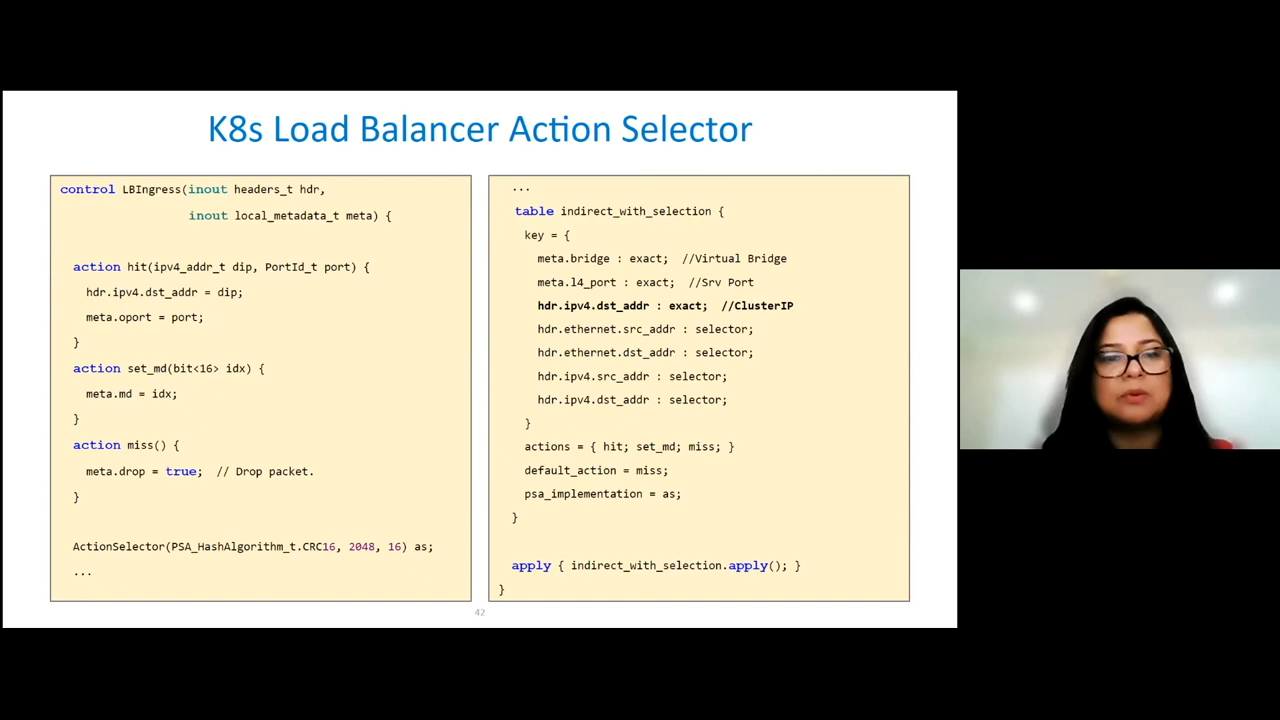 K8s Load Balancer Action Selector
control LBIngress(inout headers_t hdr,
inout local_metadata_t meta) {
action hit(ipv4_addr_t dip, PortId_t port) {
hdr.ipv4.dst_addr = dip;
meta.oport = port;
}
action set_md(bit<16> idx) {
meta.md = idx;
}
action miss() {
meta.drop = true;  // Drop packet.
}
ActionSelector(PSA_HashAlgorithm_t.CRC16, 2048, 16) as;
...
...
table indirect_with_selection {
key = {
meta.bridge : exact;  //Virtual Bridge
meta.l4_port : exact;  //Srv Port
hdr.ipv4.dst_addr : exact;  //ClusterIP
hdr.ethernet.src_addr : selector;
hdr.ethernet.dst_addr : selector;
hdr.ipv4.src_addr : selector;
hdr.ipv4.dst_addr : selector;
}
actions = { hit; set_md; miss; }
default_action = miss;
psa_implementation = as;
}
apply { indirect_with_selection.apply(); }
}
42